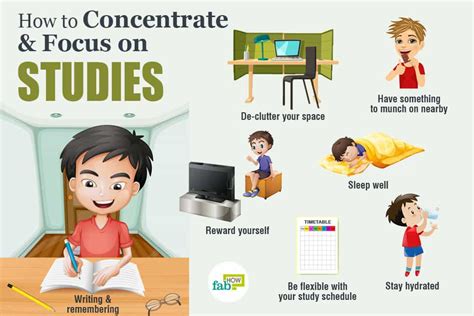 How to Concentrate
& Focus on
STUDIES
De-clutter your space
Have something
to munch on nearby
Reward yourself
Sleep well
TIMETABLE
Be flexible with
your study schedule
Stay hydrated
Writing &
remembering
fab
HOW